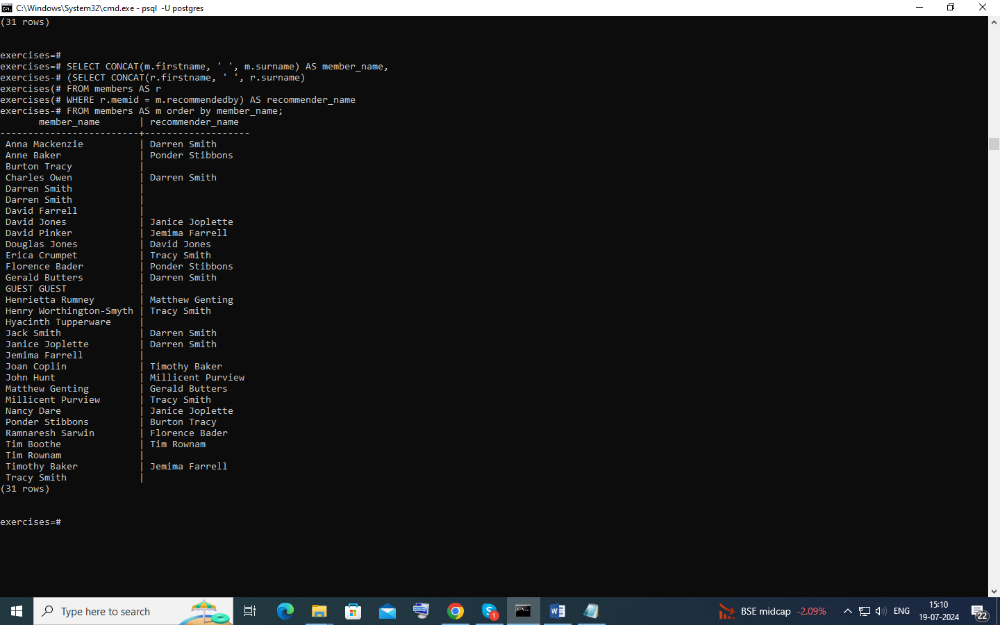 C:\Windows\System32\cmd.exe - psql  -U postgres
(31 rows)
exercises=#
exercises=# SELECT CONCAT(m.firstname, ' ', m.surname) AS member_name,
exercises-# (SELECT CONCAT(r.firstname, ' ', r.surname)
exercises(# FROM members AS r
exercises(# WHERE r.memid = m.recommendedby) AS recommender_name
exercises-# FROM members AS m order by member_name;
       member_name       | recommender_name
-------------------------+-------------------
 Anna Mackenzie          | Darren Smith
 Anne Baker              | Ponder Stibbons
 Burton Tracy            |
 Charles Owen            | Darren Smith
 Darren Smith            |
 Darren Smith            |
 David Farrell           |
 David Jones             | Janice Joplette
 David Pinker            | Jemima Farrell
 Douglas Jones           | David Jones
 Erica Crumpet           | Tracy Smith
 Florence Bader          | Ponder Stibbons
 Gerald Butters          | Darren Smith
 GUEST GUEST             |
 Henrietta Rumney        | Matthew Genting
 Henry Worthington-Smyth | Tracy Smith
 Hyacinth Tupperware     |
 Jack Smith              | Darren Smith
 Janice Joplette         | Darren Smith
 Jemima Farrell          |
 Joan Coplin             | Timothy Baker
 John Hunt               | Millicent Purview
 Matthew Genting         | Gerald Butters
 Millicent Purview       | Tracy Smith
 Nancy Dare              | Janice Joplette
 Ponder Stibbons         | Burton Tracy
 Ramnaresh Sarwin        | Florence Bader
 Tim Boothe              | Tim Rownam
 Tim Rownam              |
 Timothy Baker           | Jemima Farrell
 Tracy Smith             |
(31 rows)
exercises=#
Type here to search
1
BSE midcap -2.09%
ENG
15:10
19-07-2024
22